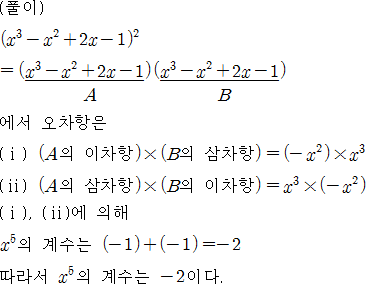 (풀이)
(x³－x²＋2x－1)²
＝(x³－x²＋2x－1)(x³－x²＋2x－1)
A B
에서 오차항은
(ⅰ) (A의 이차항)×(B의 삼차항)＝(－x²)×x³
(ⅱ) (A의 삼차항)×(B의 이차항)＝x³×(－x²)
(ⅰ), (ⅱ)에 의해
x⁵의 계수는 (－1)＋(－1)＝－2
따라서 x⁵의 계수는 －2이다.